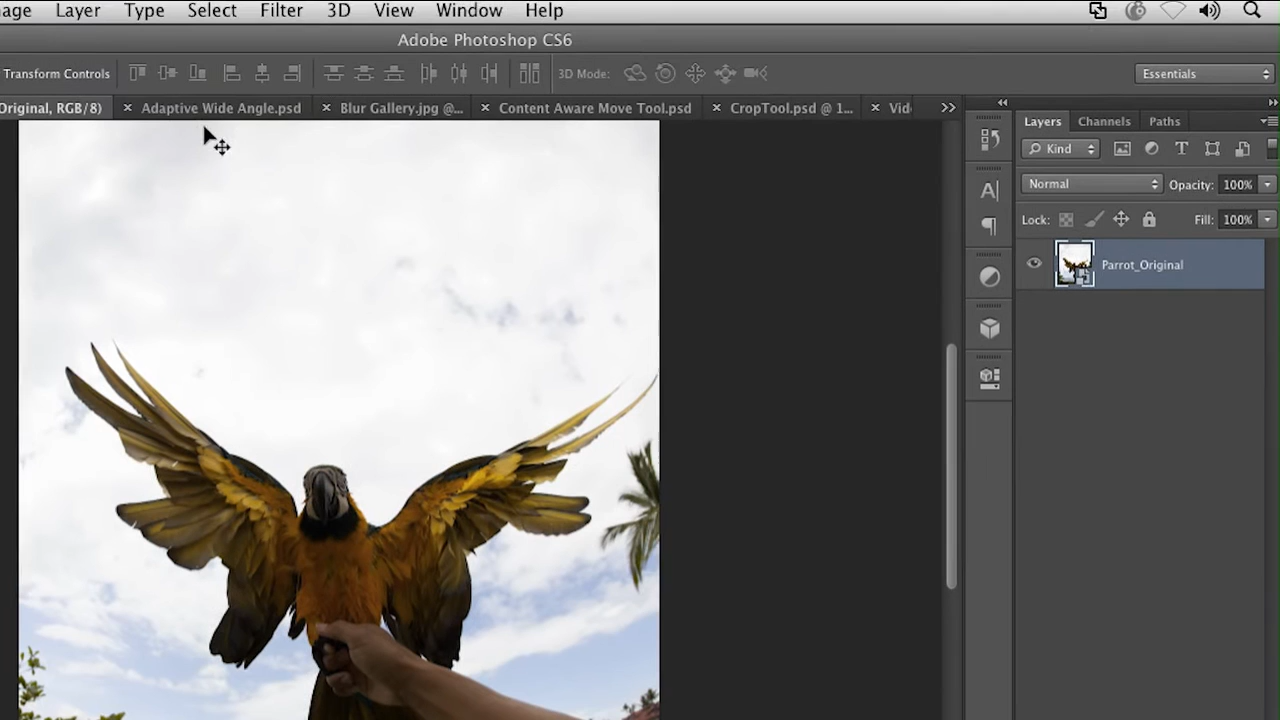 age Layer Type Select Filter 3D View Window Help
Adobe Photoshop CS6
Transform Controls 3D Mode: Essentials
Original, RGB/8) × Adaptive Wide Angle.psd × Blur Gallery.jpg @... × Content Aware Move Tool.psd × CropTool.psd @ 1... × Vid
Layers Channels Paths
Kind
Normal Opacity: 100%
Lock: Fill: 100%
Parrot_Original